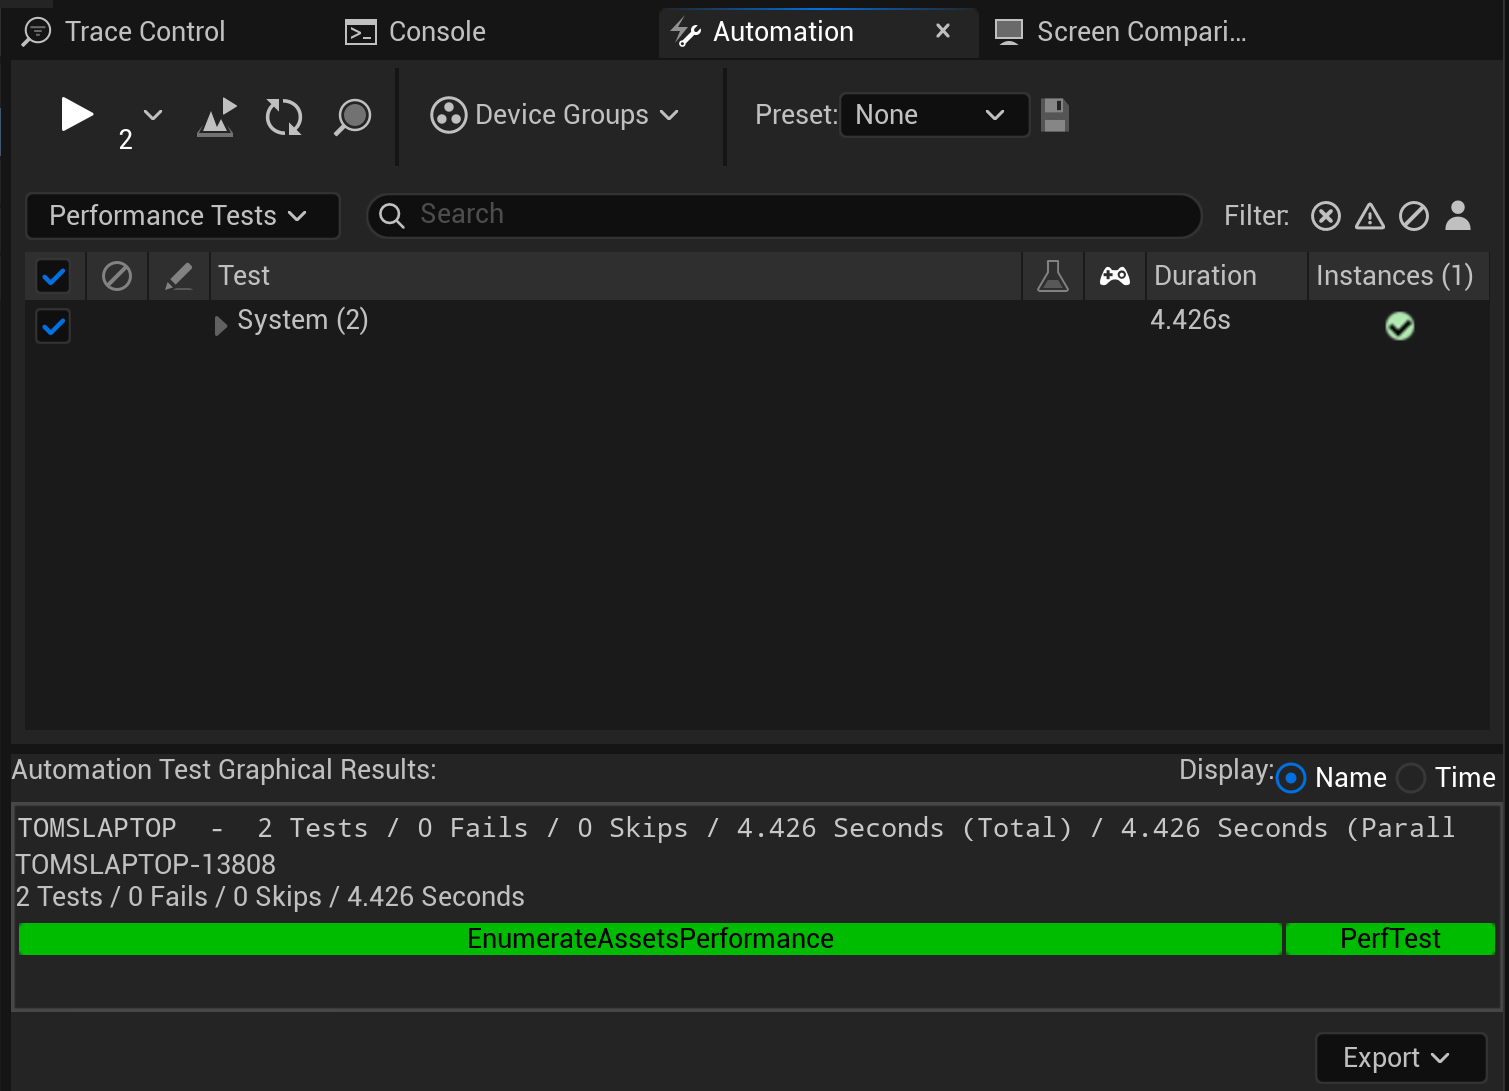 Trace Control Console Automation Screen Compari...
2 Device Groups Preset: None
Performance Tests Search Filter:
Test Duration Instances (1)
System (2) 4.426s
Automation Test Graphical Results: Display: Name Time
TOMSLAPTOP - 2 Tests / 0 Fails / 0 Skips / 4.426 Seconds (Total) / 4.426 Seconds (Parall
TOMSLAPTOP-13808
2 Tests / 0 Fails / 0 Skips / 4.426 Seconds
EnumerateAssetsPerformance PerfTest
Export